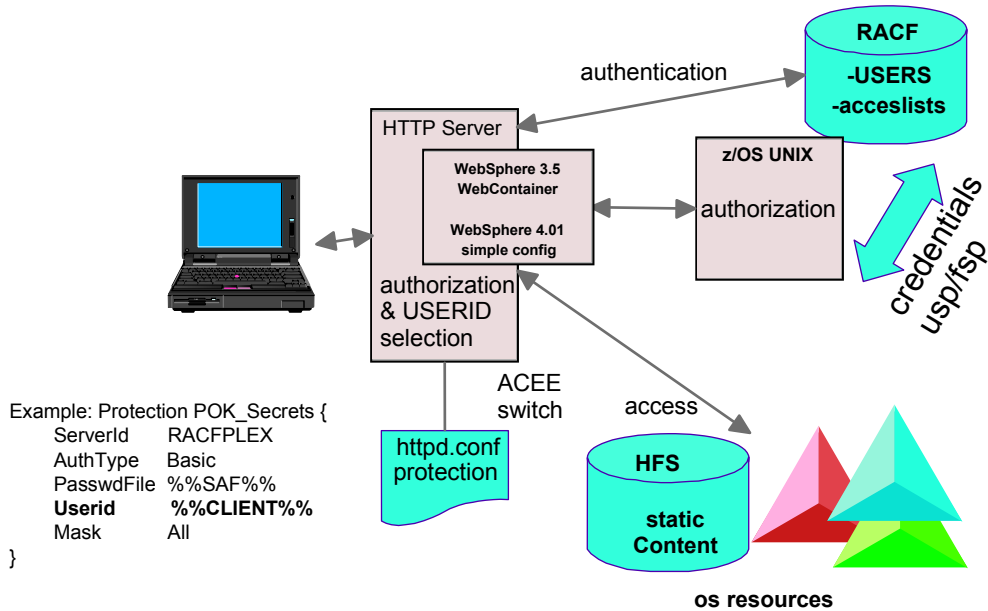 RACF
-USERS
-acceslists
authentication
HTTP Server
WebSphere 3.5
WebContainer
WebSphere 4.01
simple config
z/OS UNIX
authorization
credentials
usp/fsp
authorization
& USERID
selection
ACEE
switch
access
httpd.conf
protection
HFS
static
Content
os resources
Example: Protection POK_Secrets {
ServerId RACFPLEX
AuthType Basic
PasswdFile %%SAF%%
Userid %%CLIENT%%
Mask All
}